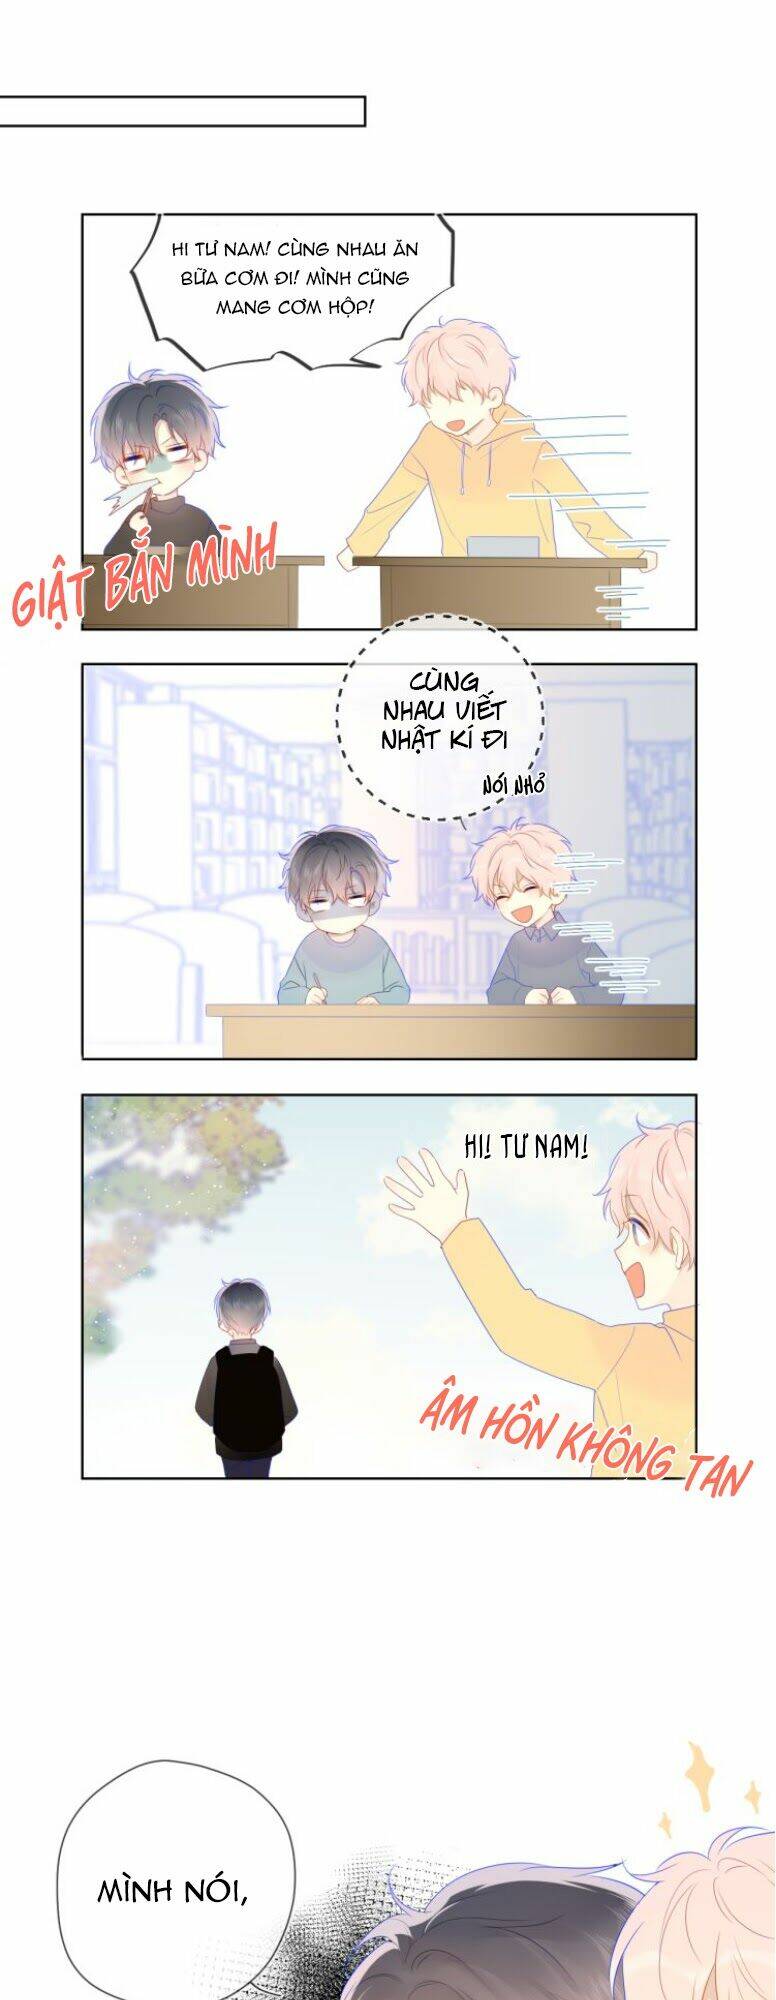 HI TƯ NAM! CÙNG NHAU ĂN
BỮA CƠM ĐI! MÌNH CŨNG
MANG CƠM HỘP!
GIẬT BẮN MÌNH
CÙNG
NHAU VIẾT
NHẬT KÍ ĐI
NÓI NHỎ
HI! TƯ NAM!
ÂM HỒN KHÔNG TAN
MÌNH NÓI,